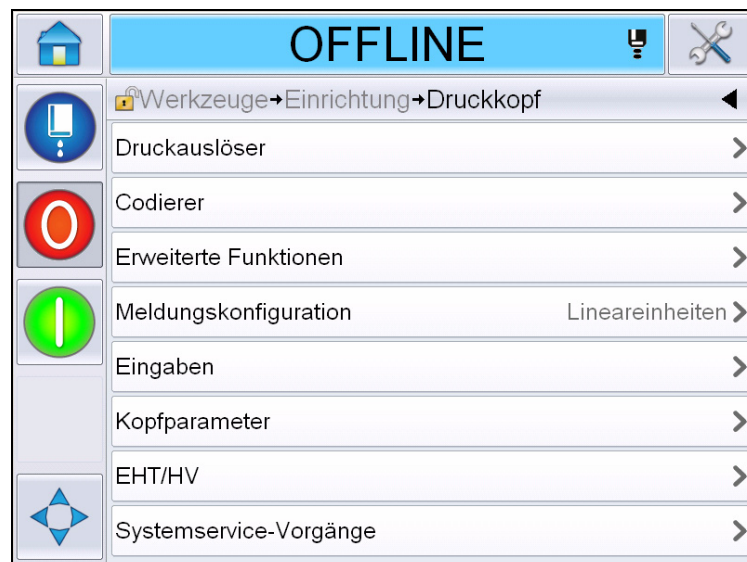 OFFLINE
Werkzeuge→Einrichtung→Druckkopf
Druckauslöser
Codierer
Erweiterte Funktionen
Meldungskonfiguration Lineareinheiten
Eingaben
Kopfparameter
EHT/HV
Systemservice-Vorgänge